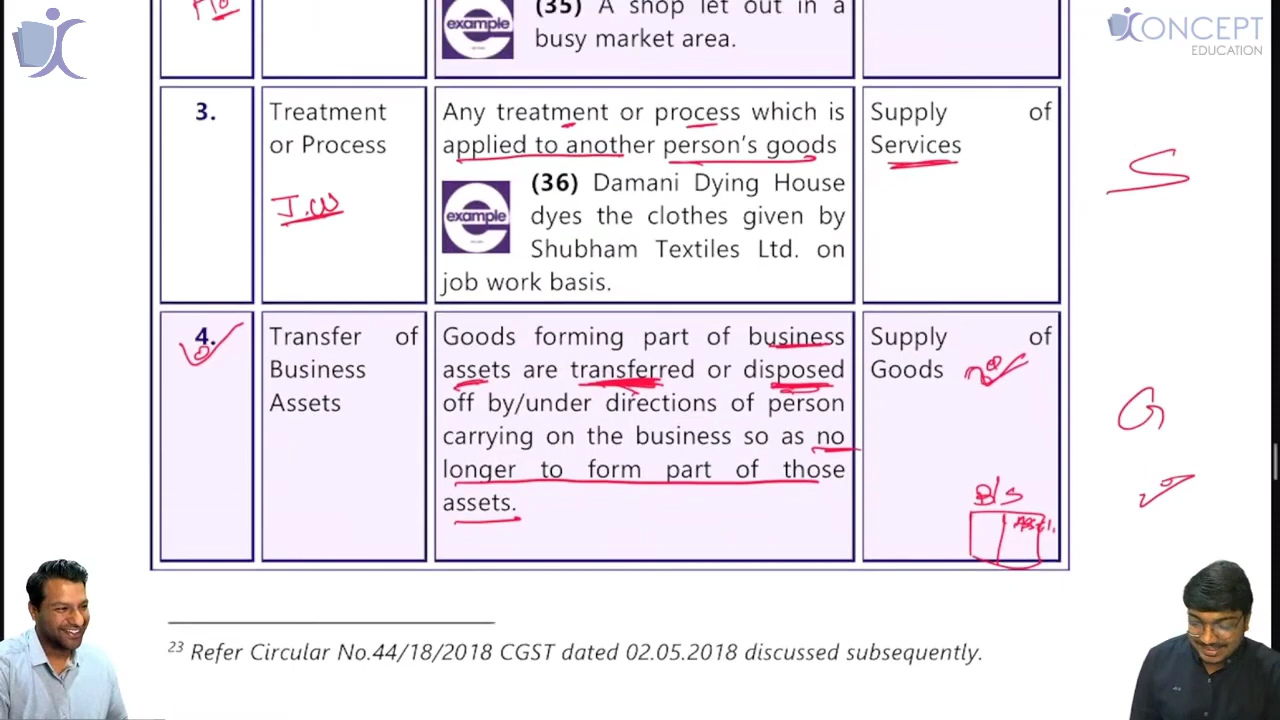 (35) A shop let out in a
example
busy market area.
CONCEPT
EDUCATION
3.
Treatment
or Process
J.W
Any treatment or process which is
applied to another person's goods
example
(36) Damani Dying House
dyes the clothes given by
Shubham Textiles Ltd. on
job work basis.
Supply of
Services
S
4.
Transfer of
Business
Assets
Goods forming part of business
assets are transferred or disposed
off by/under directions of person
carrying on the business so as no
longer to form part of those
assets.
Supply of
Goods
G
B/S
23 Refer Circular No.44/18/2018 CGST dated 02.05.2018 discussed subsequently.